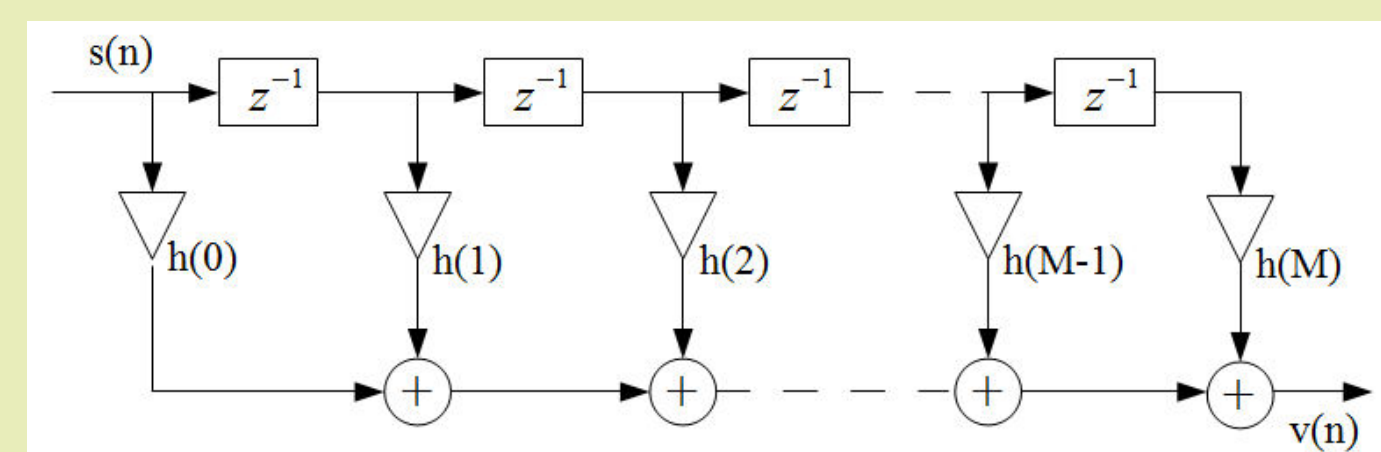 s(n)
z⁻¹ z⁻¹ z⁻¹ z⁻¹
h(0) h(1) h(2) h(M-1) h(M)
+ + + +
v(n)